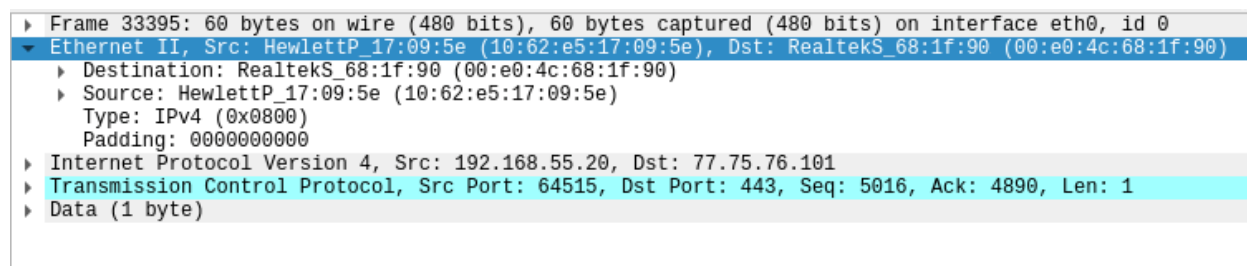 Frame 33395: 60 bytes on wire (480 bits), 60 bytes captured (480 bits) on interface eth0, id 0
Ethernet II, Src: HewlettP_17:09:5e (10:62:e5:17:09:5e), Dst: RealtekS_68:1f:90 (00:e0:4c:68:1f:90)
Destination: RealtekS_68:1f:90 (00:e0:4c:68:1f:90)
Source: HewlettP_17:09:5e (10:62:e5:17:09:5e)
Type: IPv4 (0x0800)
Padding: 0000000000
Internet Protocol Version 4, Src: 192.168.55.20, Dst: 77.75.76.101
Transmission Control Protocol, Src Port: 64515, Dst Port: 443, Seq: 5016, Ack: 4890, Len: 1
Data (1 byte)